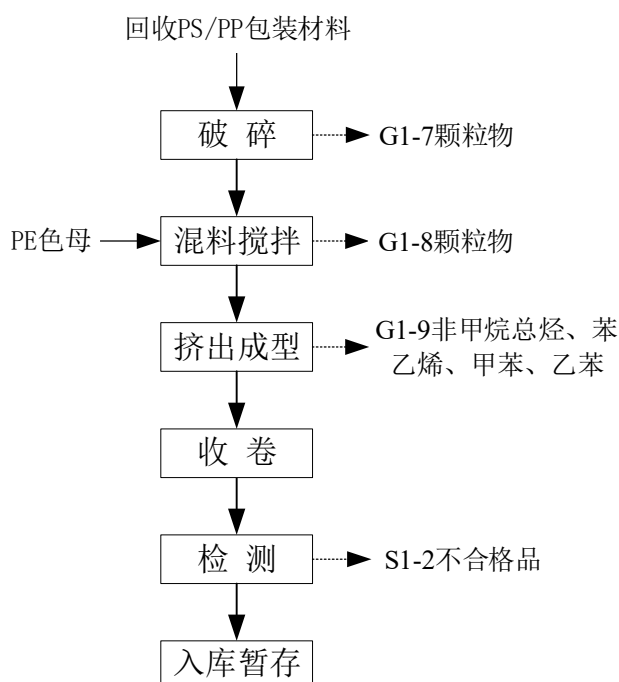 回收PS/PP包装材料
破 碎
G1-7颗粒物
PE色母
混料搅拌
G1-8颗粒物
挤出成型
G1-9非甲烷总烃、苯
乙烯、甲苯、乙苯
收 卷
检 测
S1-2不合格品
入库暂存